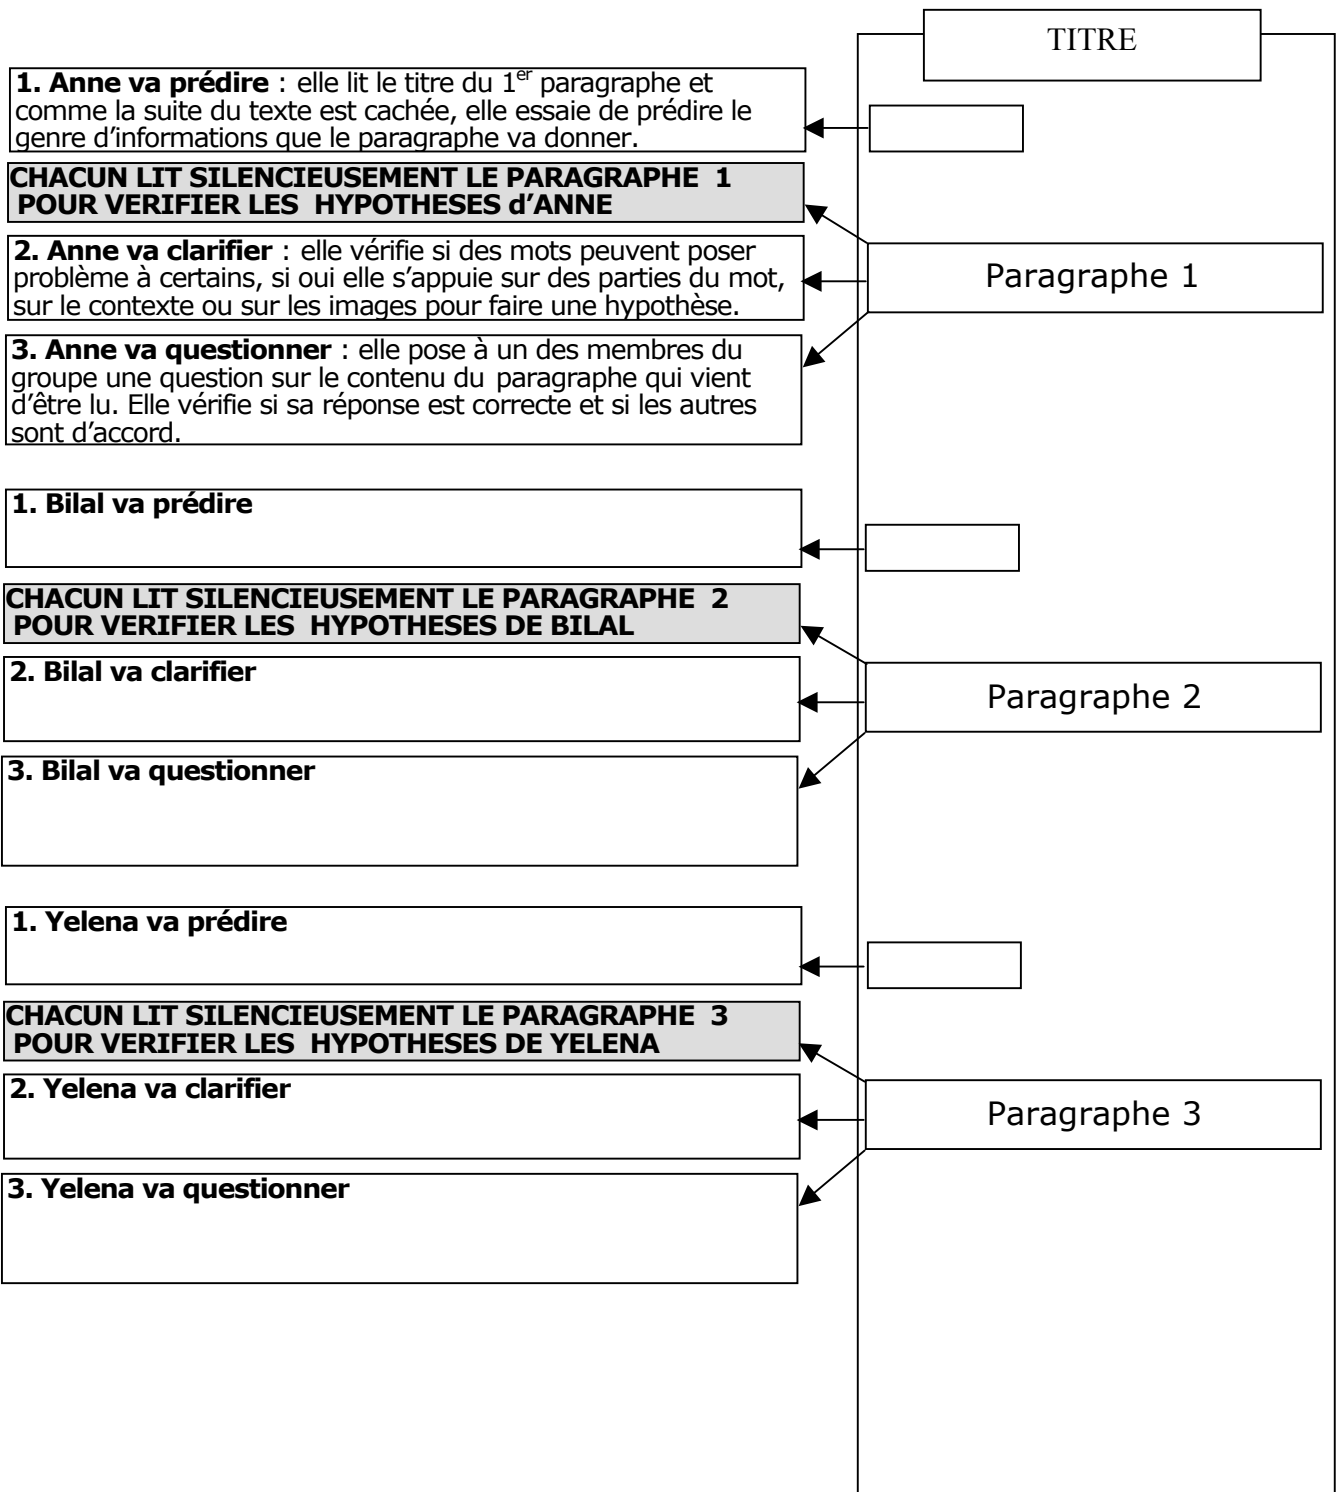 TITRE
1. Anne va prédire : elle lit le titre du 1er paragraphe et
comme la suite du texte est cachée, elle essaie de prédire le
genre d'informations que le paragraphe va donner.
CHACUN LIT SILENCIEUSEMENT LE PARAGRAPHE 1
POUR VERIFIER LES HYPOTHESES d'ANNE
2. Anne va clarifier : elle vérifie si des mots peuvent poser
problème à certains, si oui elle s'appuie sur des parties du mot,
sur le contexte ou sur les images pour faire une hypothèse.
Paragraphe 1
3. Anne va questionner : elle pose à un des membres du
groupe une question sur le contenu du paragraphe qui vient
d'être lu. Elle vérifie si sa réponse est correcte et si les autres
sont d'accord.
1. Bilal va prédire
CHACUN LIT SILENCIEUSEMENT LE PARAGRAPHE 2
POUR VERIFIER LES HYPOTHESES DE BILAL
2. Bilal va clarifier
Paragraphe 2
3. Bilal va questionner
1. Yelena va prédire
CHACUN LIT SILENCIEUSEMENT LE PARAGRAPHE 3
POUR VERIFIER LES HYPOTHESES DE YELENA
2. Yelena va clarifier
Paragraphe 3
3. Yelena va questionner